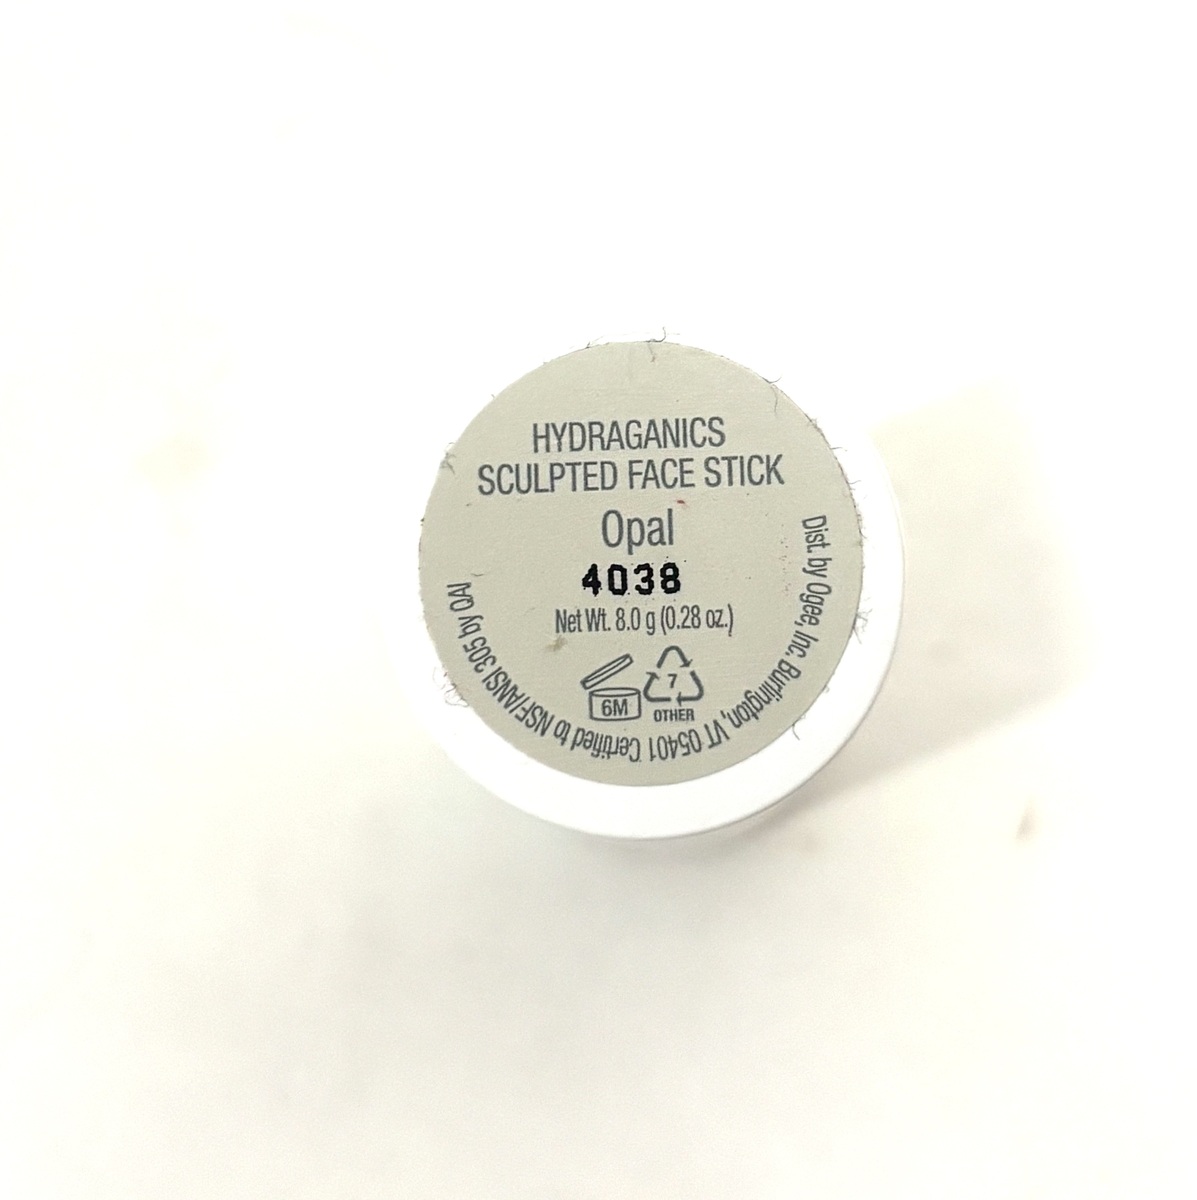 HYDRAGANICS
SCULPTED FACE STICK
Opal
4038
Net Wt. 8.0 g (0.28 oz.)
6M
7
OTHER
Dist. by Ogee, Inc. Burlington, VT 05401 Certified to NSF/ANSI 305 by QAI